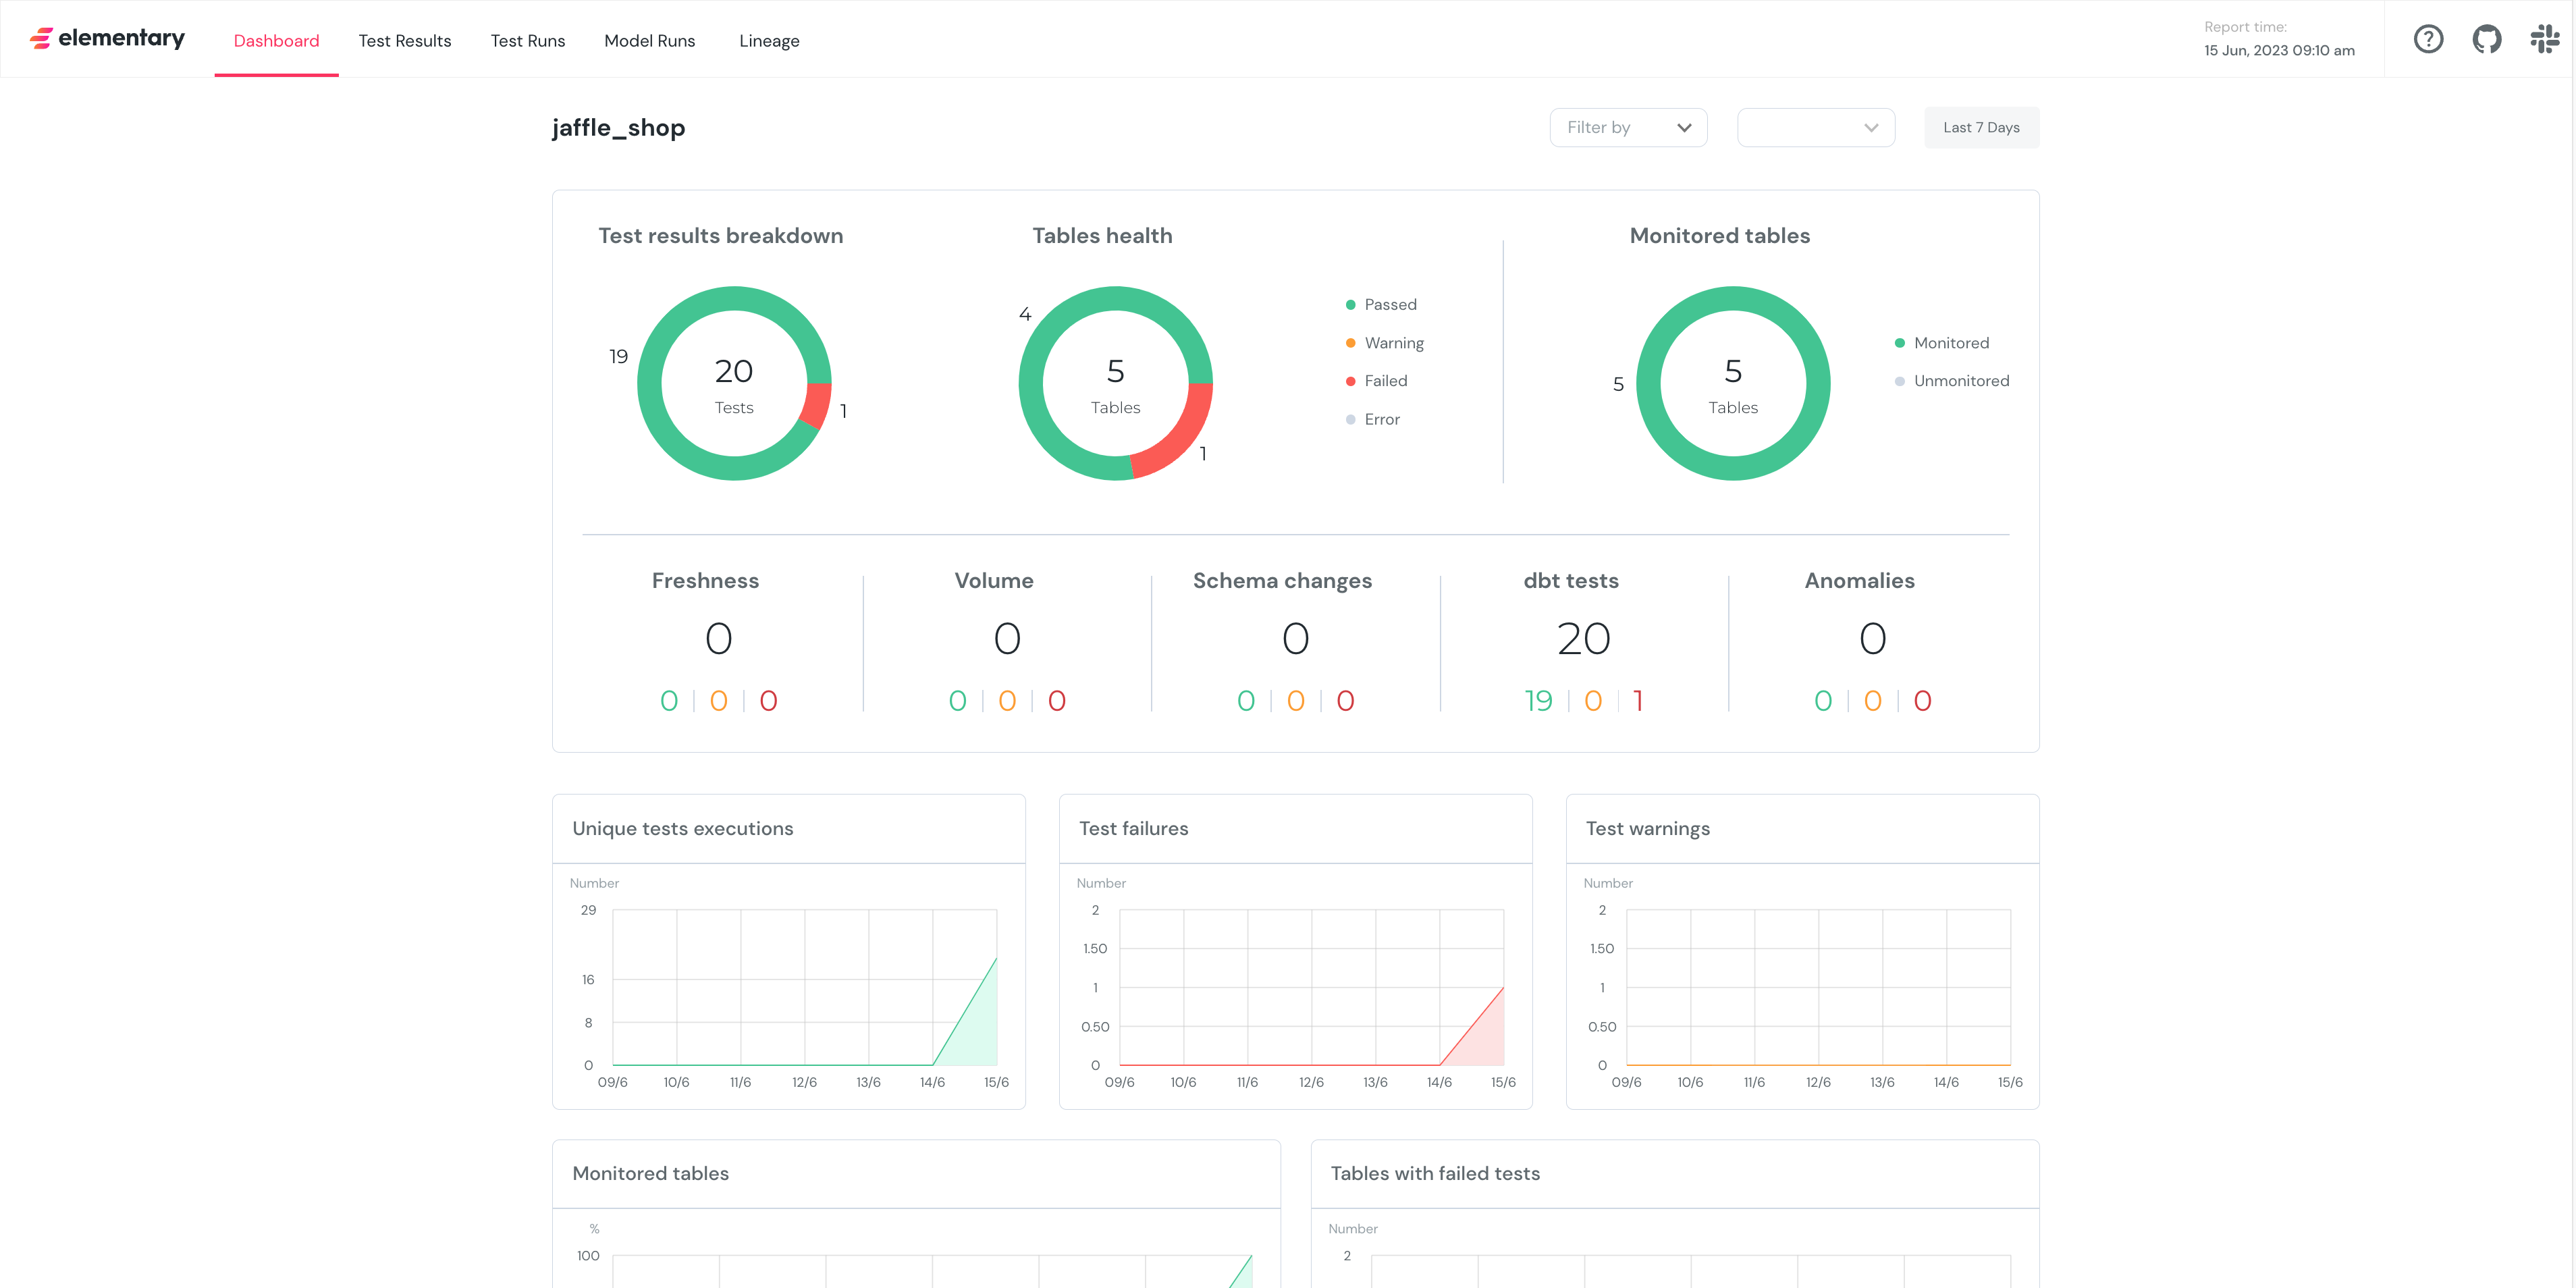 elementary
Dashboard
Test Results
Test Runs
Model Runs
Lineage
Report time:
15 Jun, 2023 09:10 am
jaffle_shop
Filter by
Last 7 Days
Test results breakdown
19
20
Tests
1
Tables health
4
5
Tables
1
Passed
Warning
Failed
Error
Monitored tables
5
5
Tables
Monitored
Unmonitored
Freshness
0
0 | 0 | 0
Volume
0
0 | 0 | 0
Schema changes
0
0 | 0 | 0
dbt tests
20
19 | 0 | 1
Anomalies
0
0 | 0 | 0
Unique tests executions
Number
29
16
8
0
09/6 10/6 11/6 12/6 13/6 14/6 15/6
Test failures
Number
2
1.50
1
0.50
0
09/6 10/6 11/6 12/6 13/6 14/6 15/6
Test warnings
Number
2
1.50
1
0.50
0
09/6 10/6 11/6 12/6 13/6 14/6 15/6
Monitored tables
%
100
Tables with failed tests
Number
2